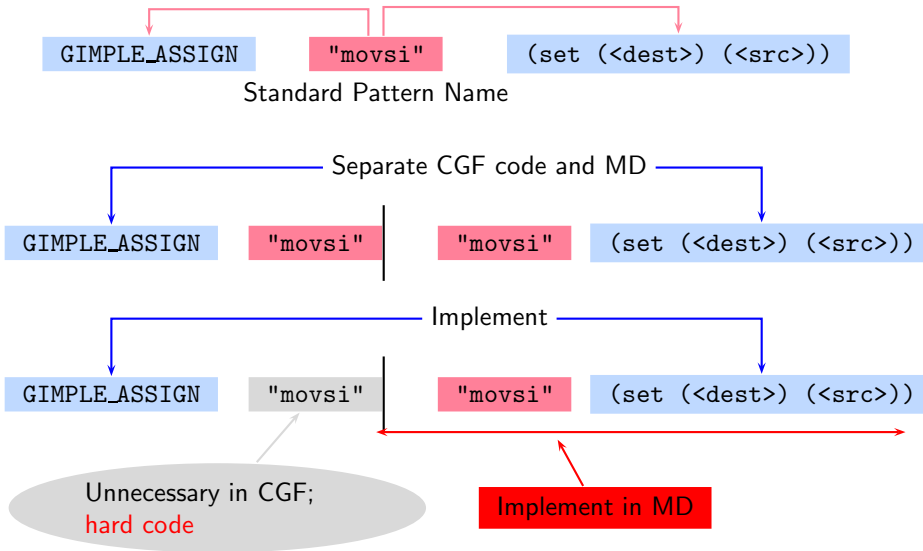 GIMPLE_ASSIGN "movsi" (set (<dest>) (<src>))
Standard Pattern Name
Separate CGF code and MD
GIMPLE_ASSIGN "movsi" "movsi" (set (<dest>) (<src>))
Implement
GIMPLE_ASSIGN "movsi" "movsi" (set (<dest>) (<src>))
Unnecessary in CGF;
hard code
Implement in MD